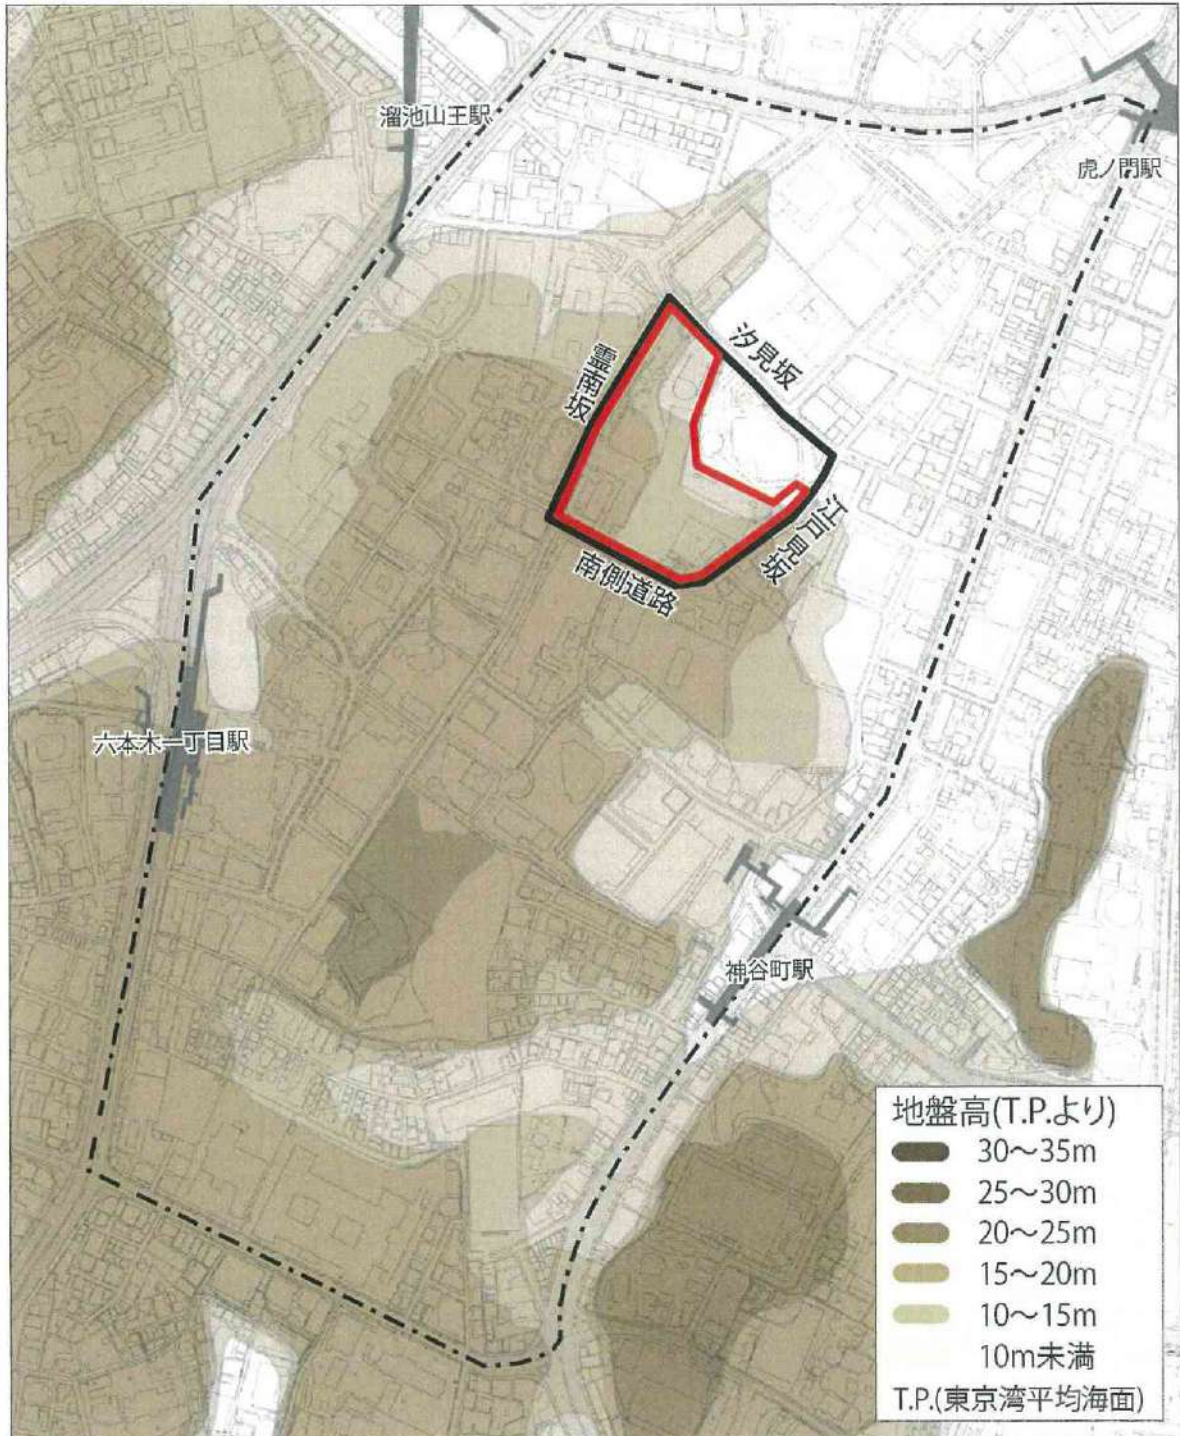 溜池山王駅
虎ノ門駅
汐見坂
霊南坂
江戸見坂
南側道路
六本木一丁目駅
神谷町駅
地盤高(T.P.より)
30〜35m
25〜30m
20〜25m
15〜20m
10〜15m
10m未満
T.P.(東京湾平均海面)